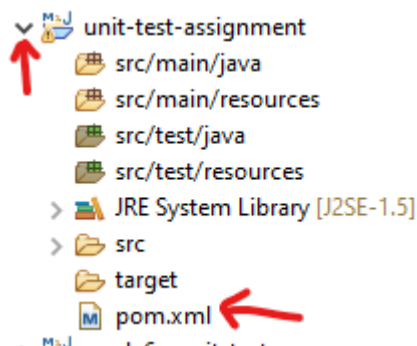 unit-test-assignment
src/main/java
src/main/resources
src/test/java
src/test/resources
JRE System Library [J2SE-1.5]
src
target
pom.xml